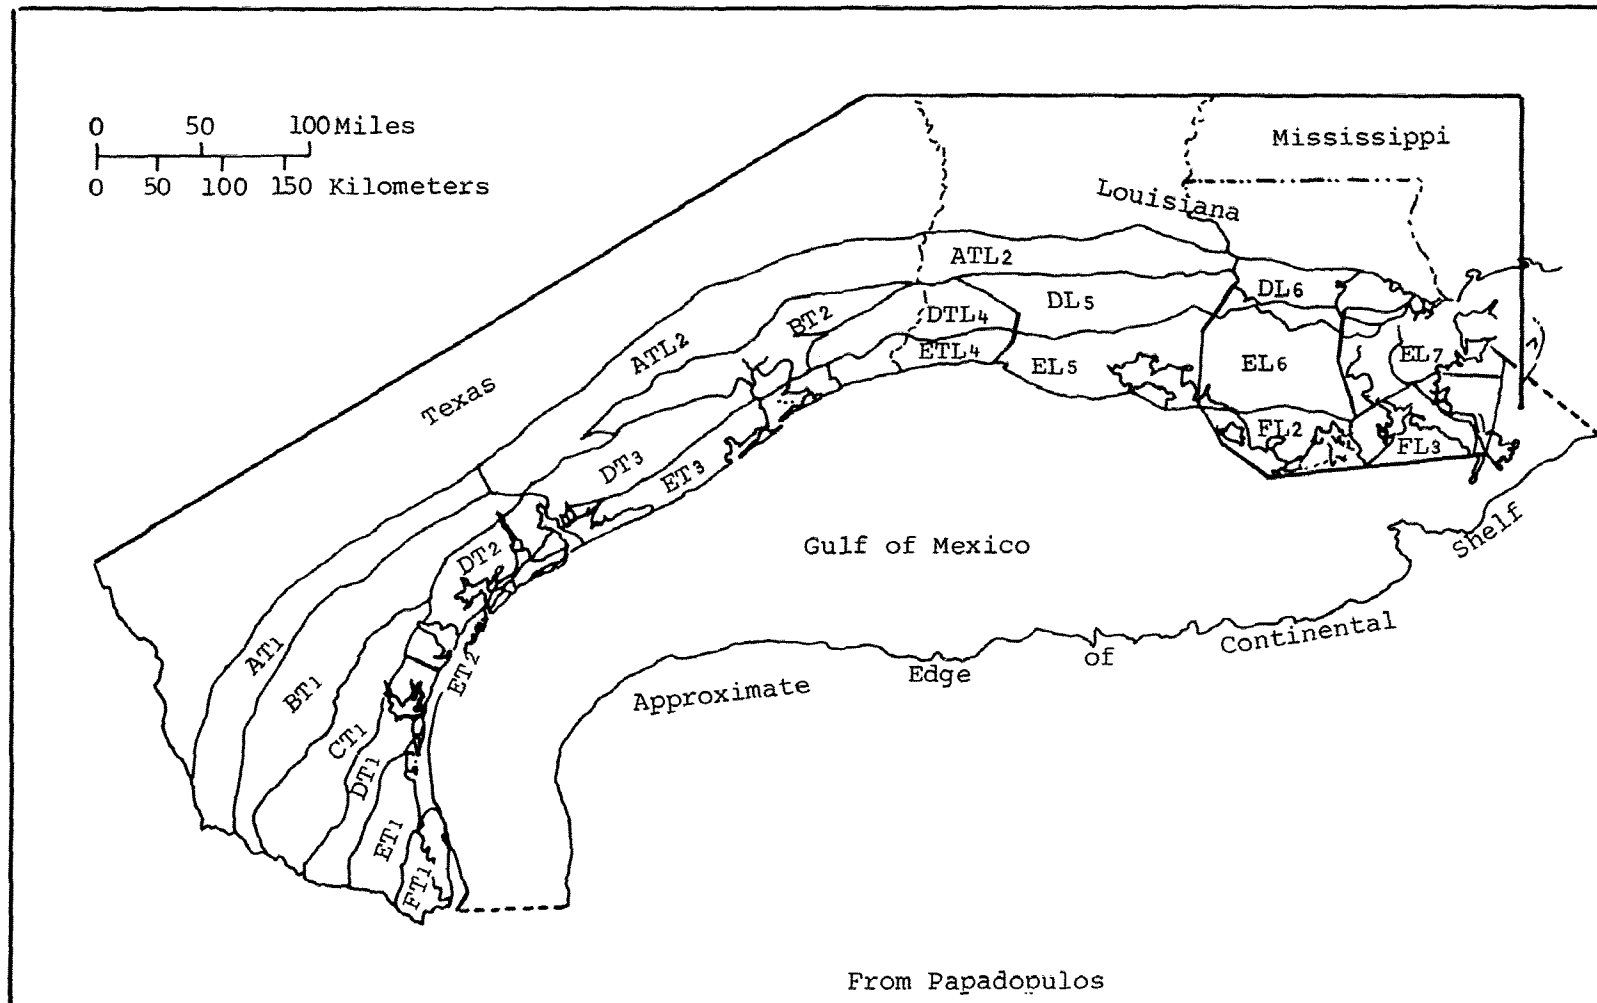 0 50 100 Miles
0 50 100 150 Kilometers
Mississippi
Louisiana
Texas
ATL2
ATL2
BT2
DTL4
ETL4
DL5
EL5
DL6
EL6
EL7
FL2
FL3
DT3
ET3
DT2
ET2
AT1
BT1
CT1
DT1
ET1
FT1
Gulf of Mexico
Approximate Edge of Continental Shelf
From Papadopulos